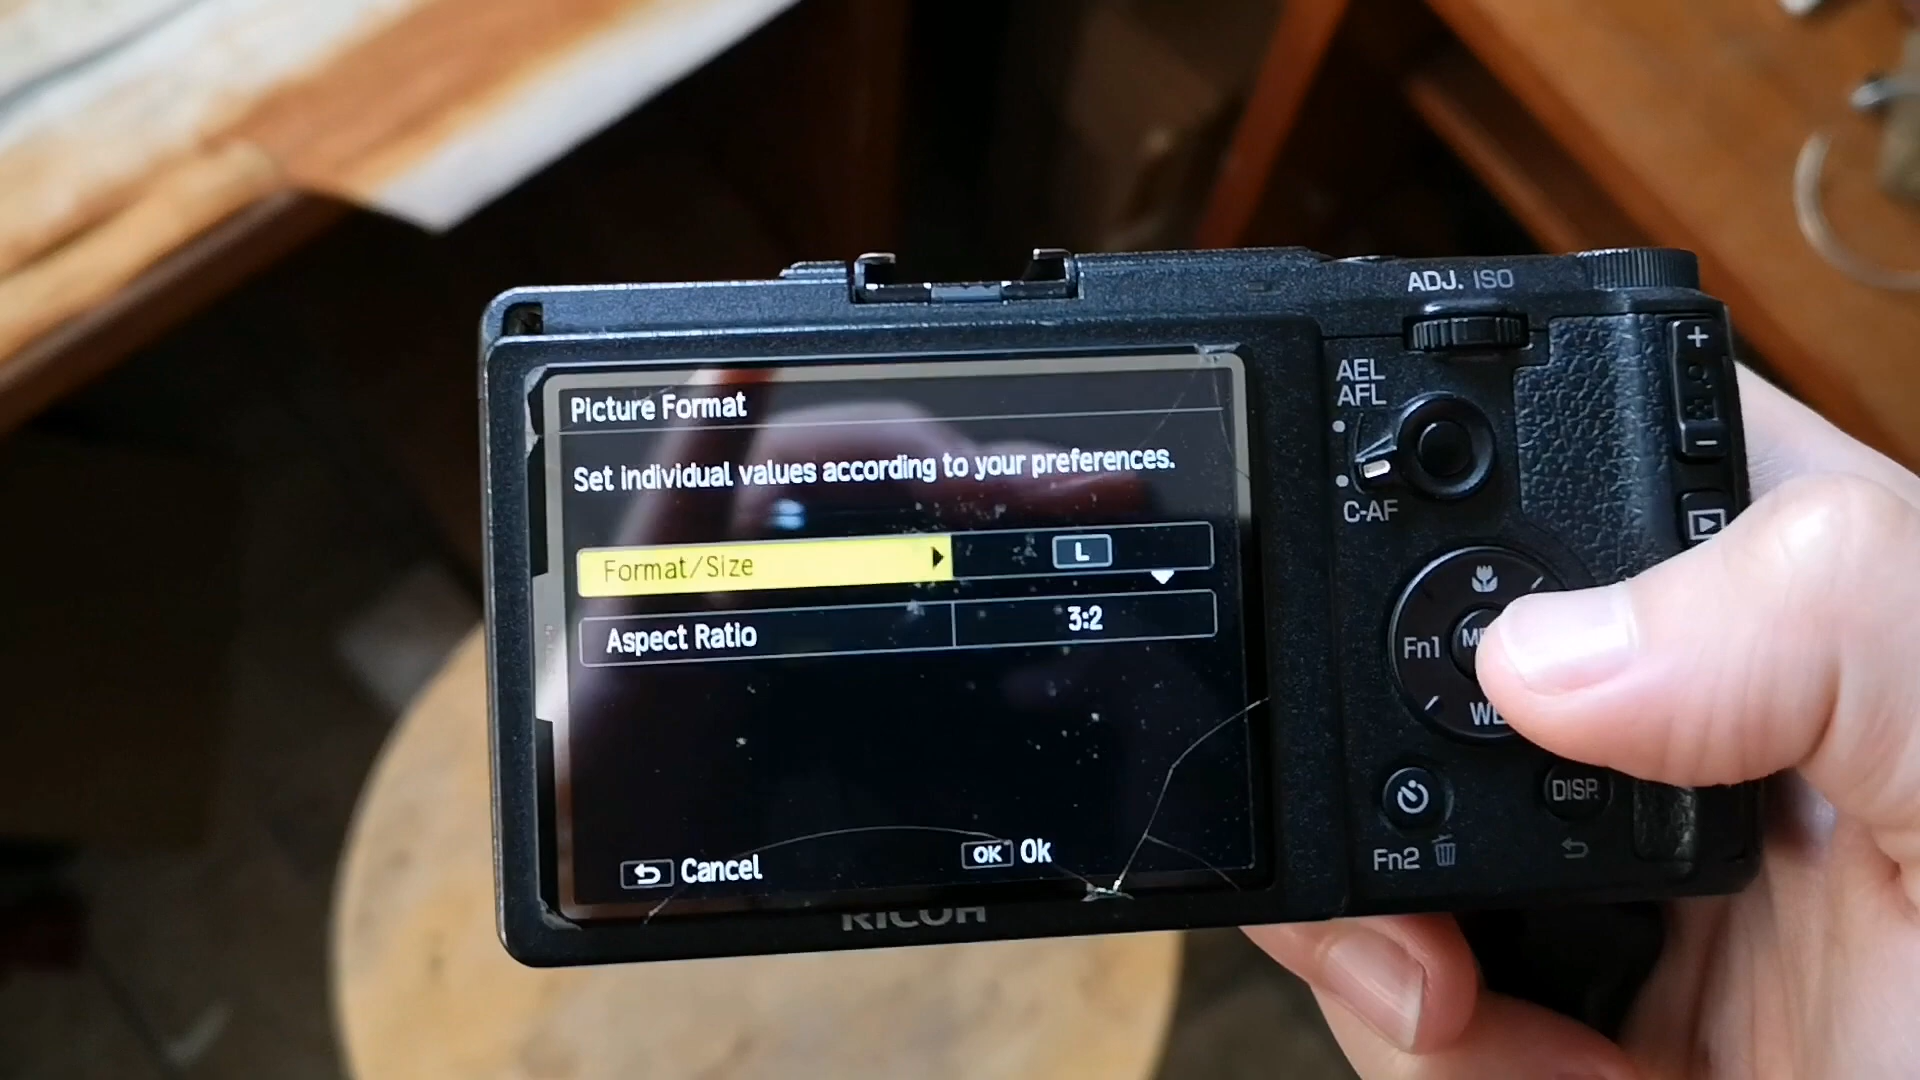 ADJ. ISO
AEL
AFL
C-AF
Picture Format
Set individual values according to your preferences.
Format/Size L
Aspect Ratio 3:2
Cancel OK Ok
Fn1
DISP.
Fn2
RICOH
+
−